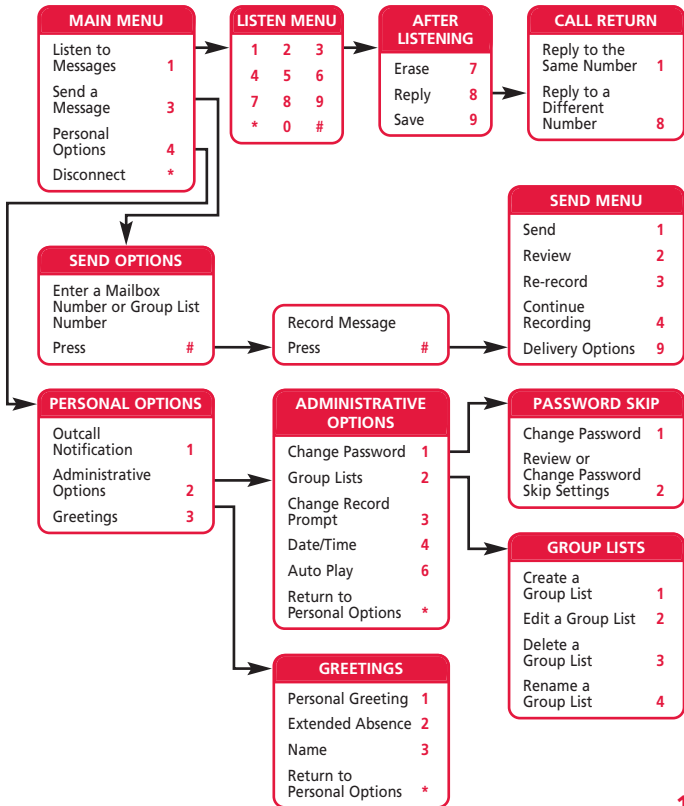 MAIN MENU
Listen to
Messages 1
Send a
Message 3
Personal
Options 4
Disconnect *
LISTEN MENU
1 2 3
4 5 6
7 8 9
* 0 #
AFTER
LISTENING
Erase 7
Reply 8
Save 9
CALL RETURN
Reply to the
Same Number 1
Reply to a
Different
Number 8
SEND OPTIONS
Enter a Mailbox
Number or Group List
Number
Press #
Record Message
Press #
SEND MENU
Send 1
Review 2
Re-record 3
Continue
Recording 4
Delivery Options 9
PERSONAL OPTIONS
Outcall
Notification 1
Administrative
Options 2
Greetings 3
ADMINISTRATIVE
OPTIONS
Change Password 1
Group Lists 2
Change Record
Prompt 3
Date/Time 4
Auto Play 6
Return to
Personal Options *
PASSWORD SKIP
Change Password 1
Review or
Change Password
Skip Settings 2
GROUP LISTS
Create a
Group List 1
Edit a Group List 2
Delete a
Group List 3
Rename a
Group List 4
GREETINGS
Personal Greeting 1
Extended Absence 2
Name 3
Return to
Personal Options *